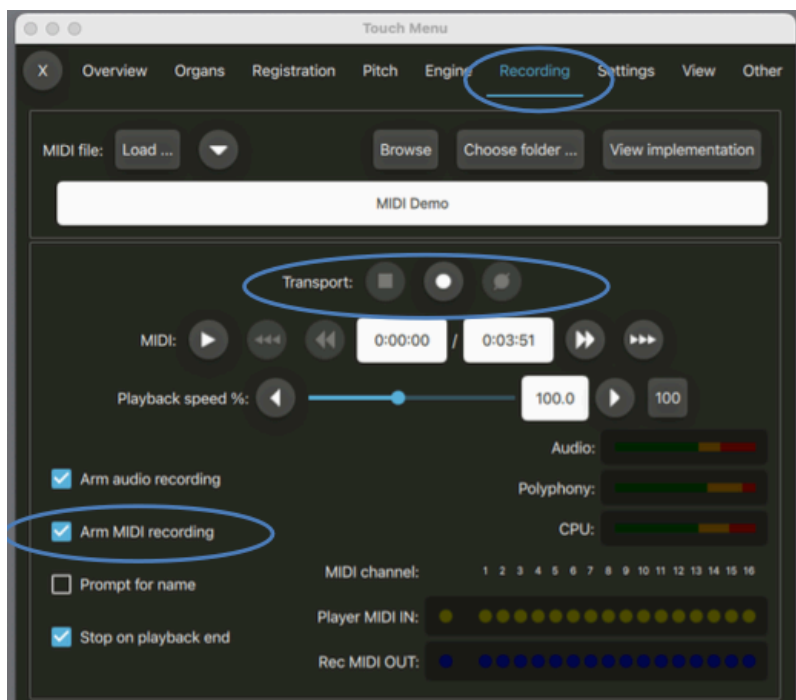 Touch Menu
X Overview Organs Registration Pitch Engine Recording Settings View Other
MIDI file: Load ... Browse Choose folder ... View implementation
MIDI Demo
Transport:
MIDI: 0:00:00 / 0:03:51
Playback speed %: 100.0 100
Audio:
Arm audio recording
Polyphony:
Arm MIDI recording
CPU:
MIDI channel: 1 2 3 4 5 6 7 8 9 10 11 12 13 14 15 16
Prompt for name
Player MIDI IN:
Stop on playback end
Rec MIDI OUT: